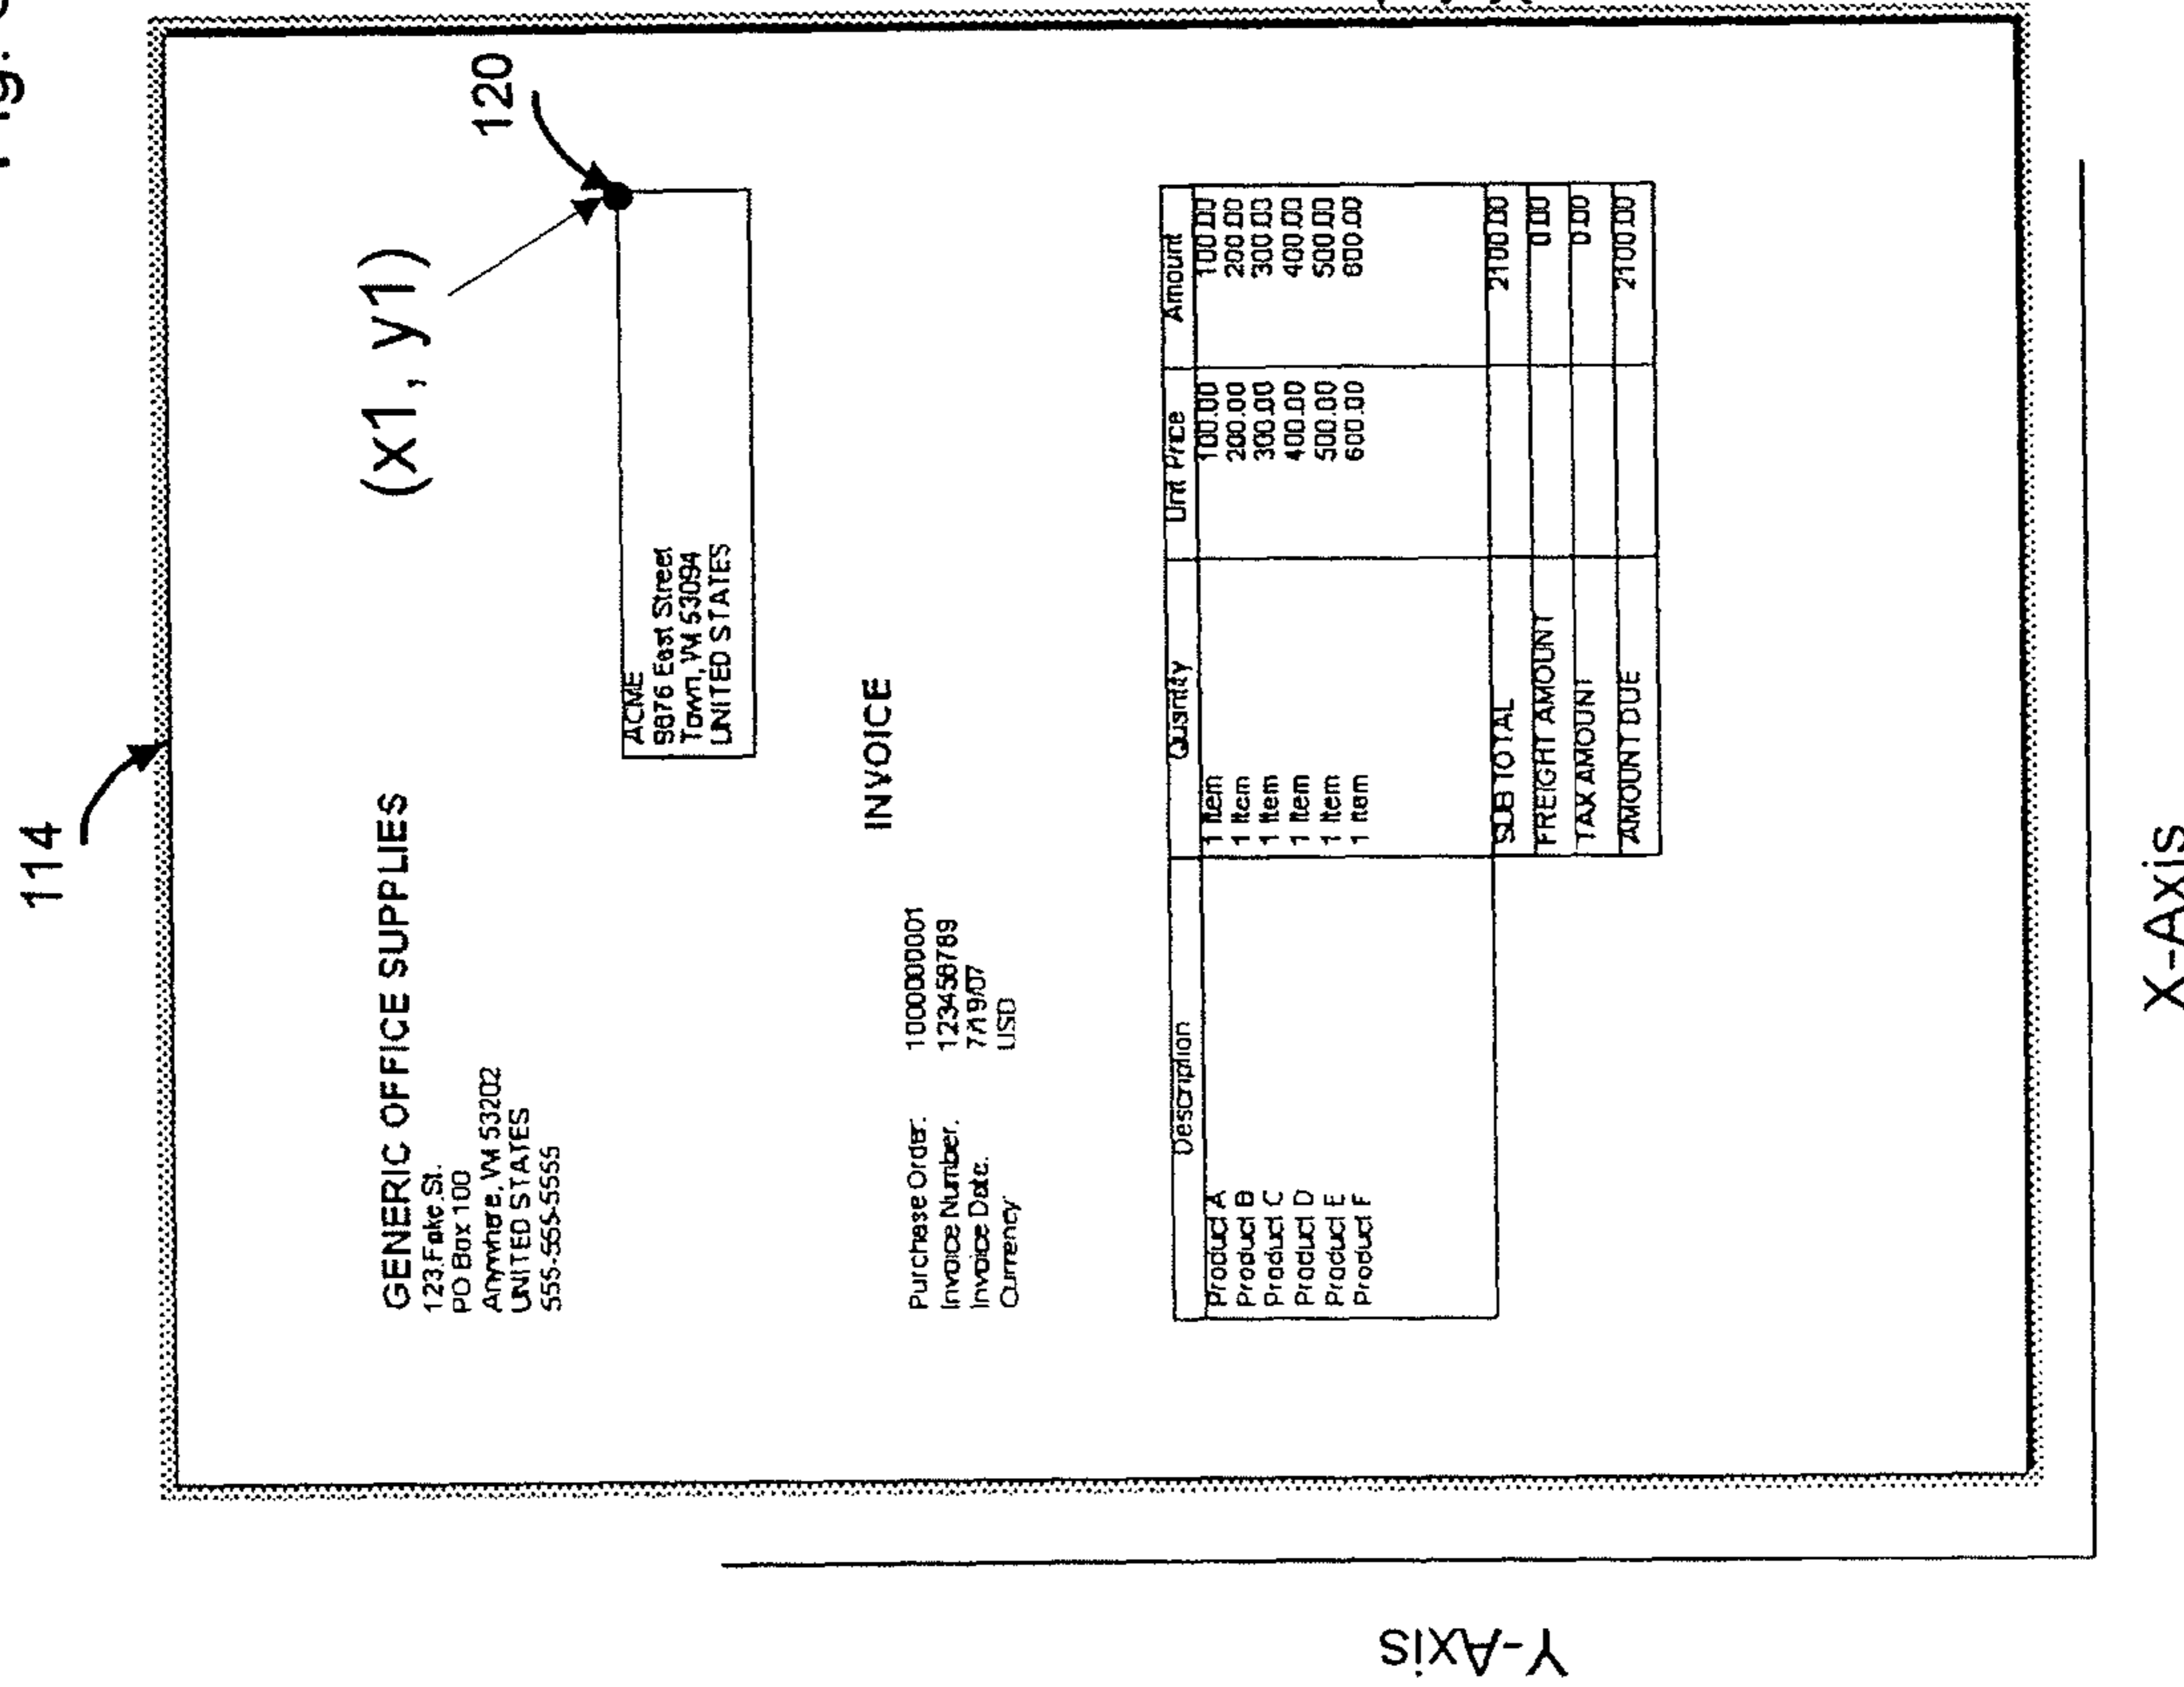 114
120
(x1, y1)
GENERIC OFFICE SUPPLIES
123 Fake St.
PO Box 100
Anywhere, WI 53202
UNITED STATES
555-555-5555
ACME
9876 East Street
Town, WI 53094
UNITED STATES
INVOICE
Purchase Order: 1000000001
Invoice Number. 123456789
Invoice Date. 7/19/07
Currency USD
Description Quantity Unit Price Amount
Product A 1 Item 100.00 100.00
Product B 1 Item 200.00 200.00
Product C 1 Item 300.00 300.00
Product D 1 Item 400.00 400.00
Product E 1 Item 500.00 500.00
Product F 1 Item 600.00 600.00
SUB TOTAL 2100.00
FREIGHT AMOUNT 0.00
TAX AMOUNT 0.00
AMOUNT DUE 2100.00
Y-Axis
X-Axis